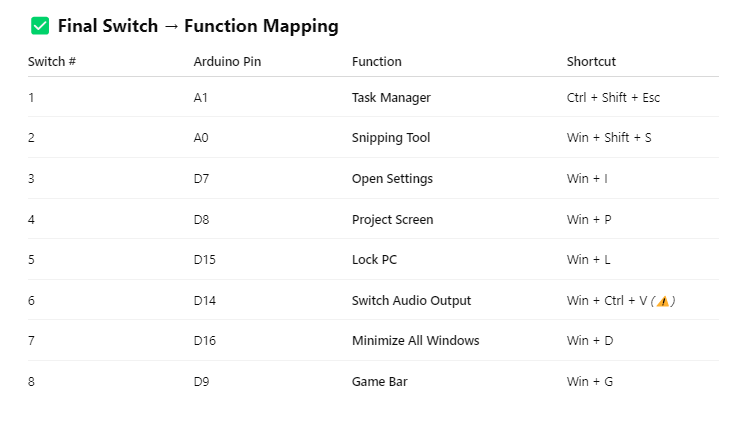 ✅ Final Switch → Function Mapping
Switch # Arduino Pin Function Shortcut
1 A1 Task Manager Ctrl + Shift + Esc
2 A0 Snipping Tool Win + Shift + S
3 D7 Open Settings Win + I
4 D8 Project Screen Win + P
5 D15 Lock PC Win + L
6 D14 Switch Audio Output Win + Ctrl + V (⚠️)
7 D16 Minimize All Windows Win + D
8 D9 Game Bar Win + G